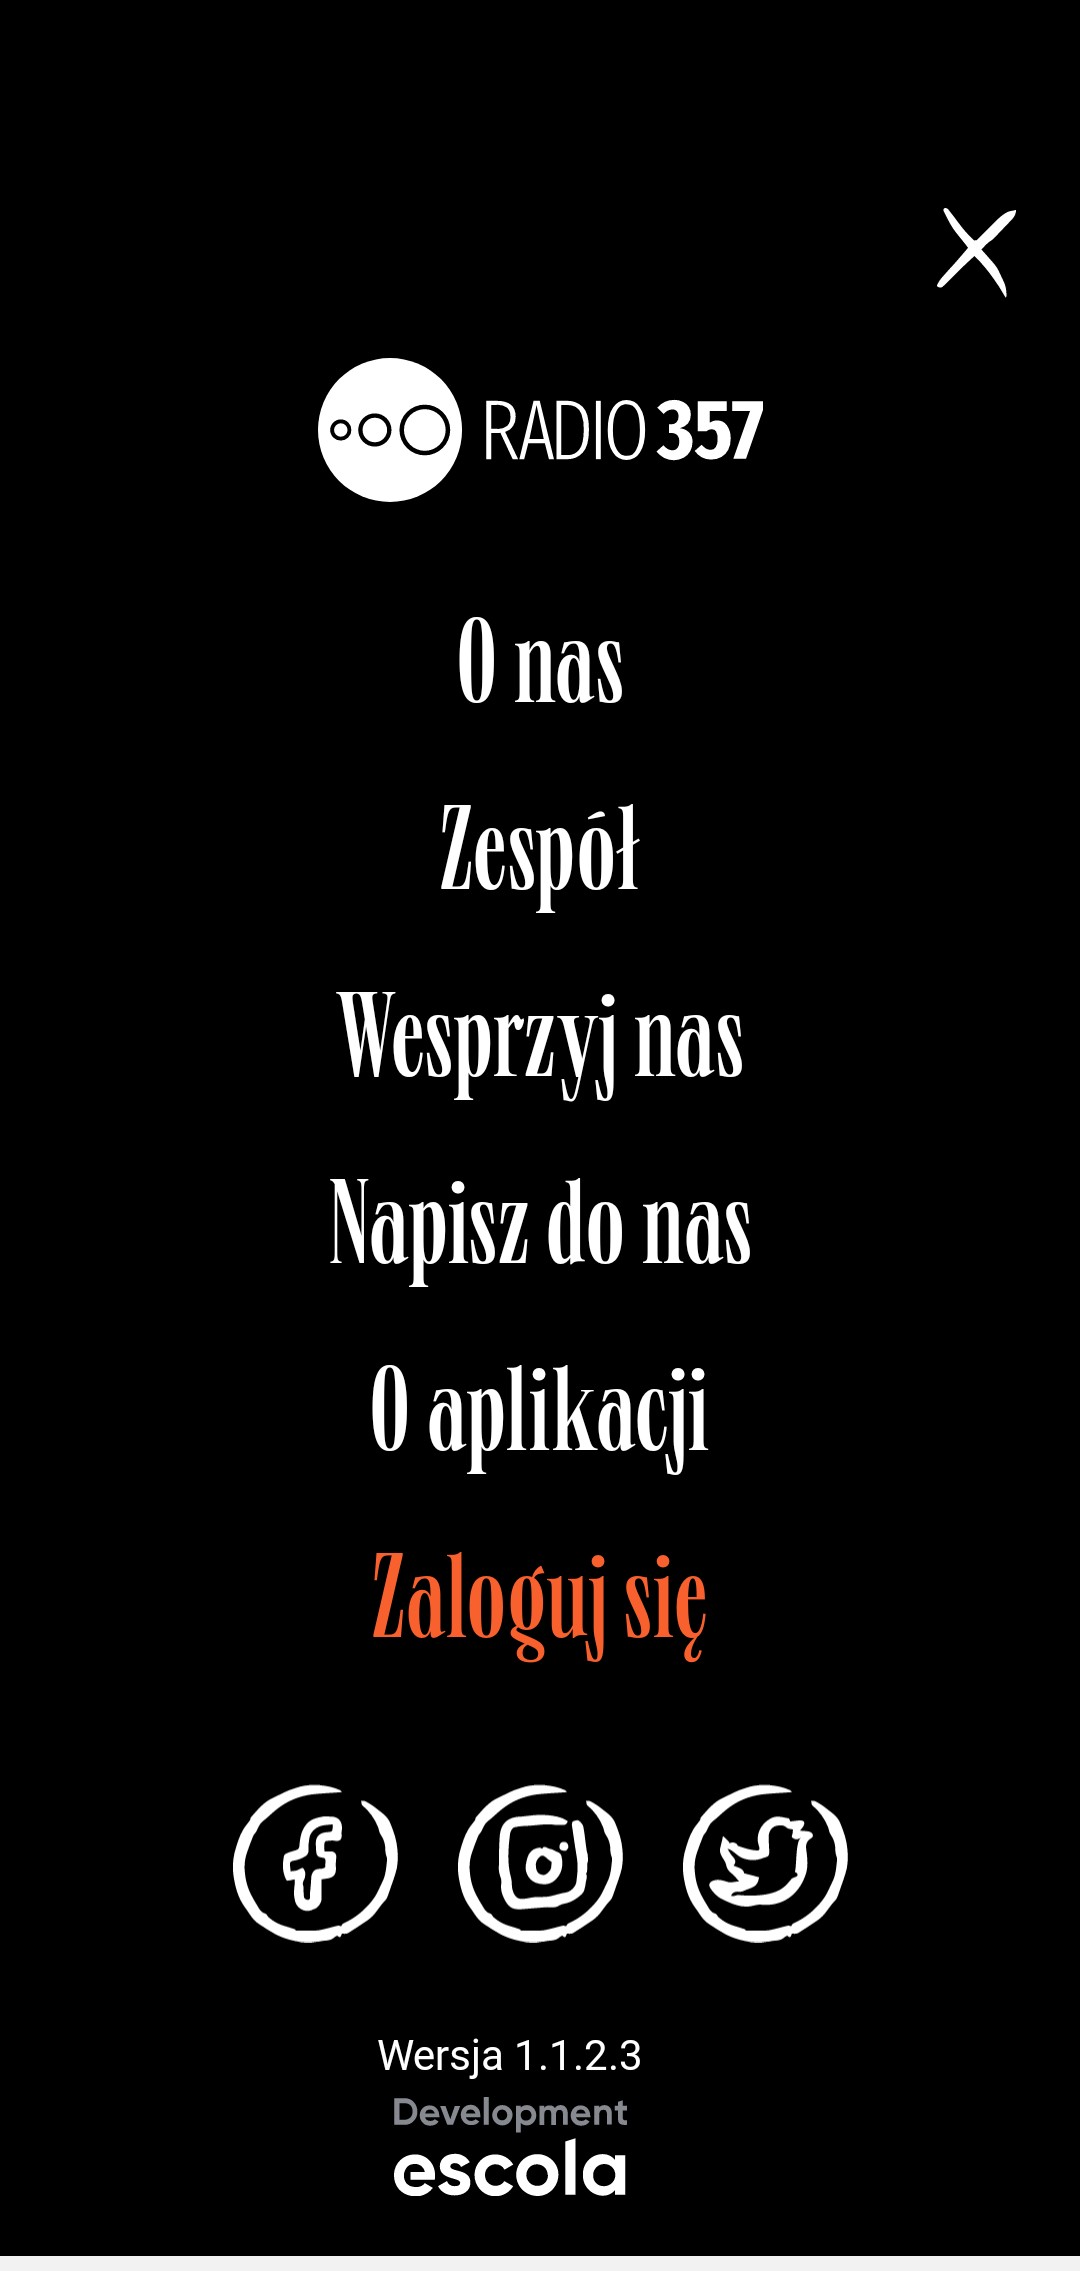 RADIO 357
O nas
Zespół
Wesprzyj nas
Napisz do nas
O aplikacji
Zaloguj się
Wersja 1.1.2.3
Development
escola